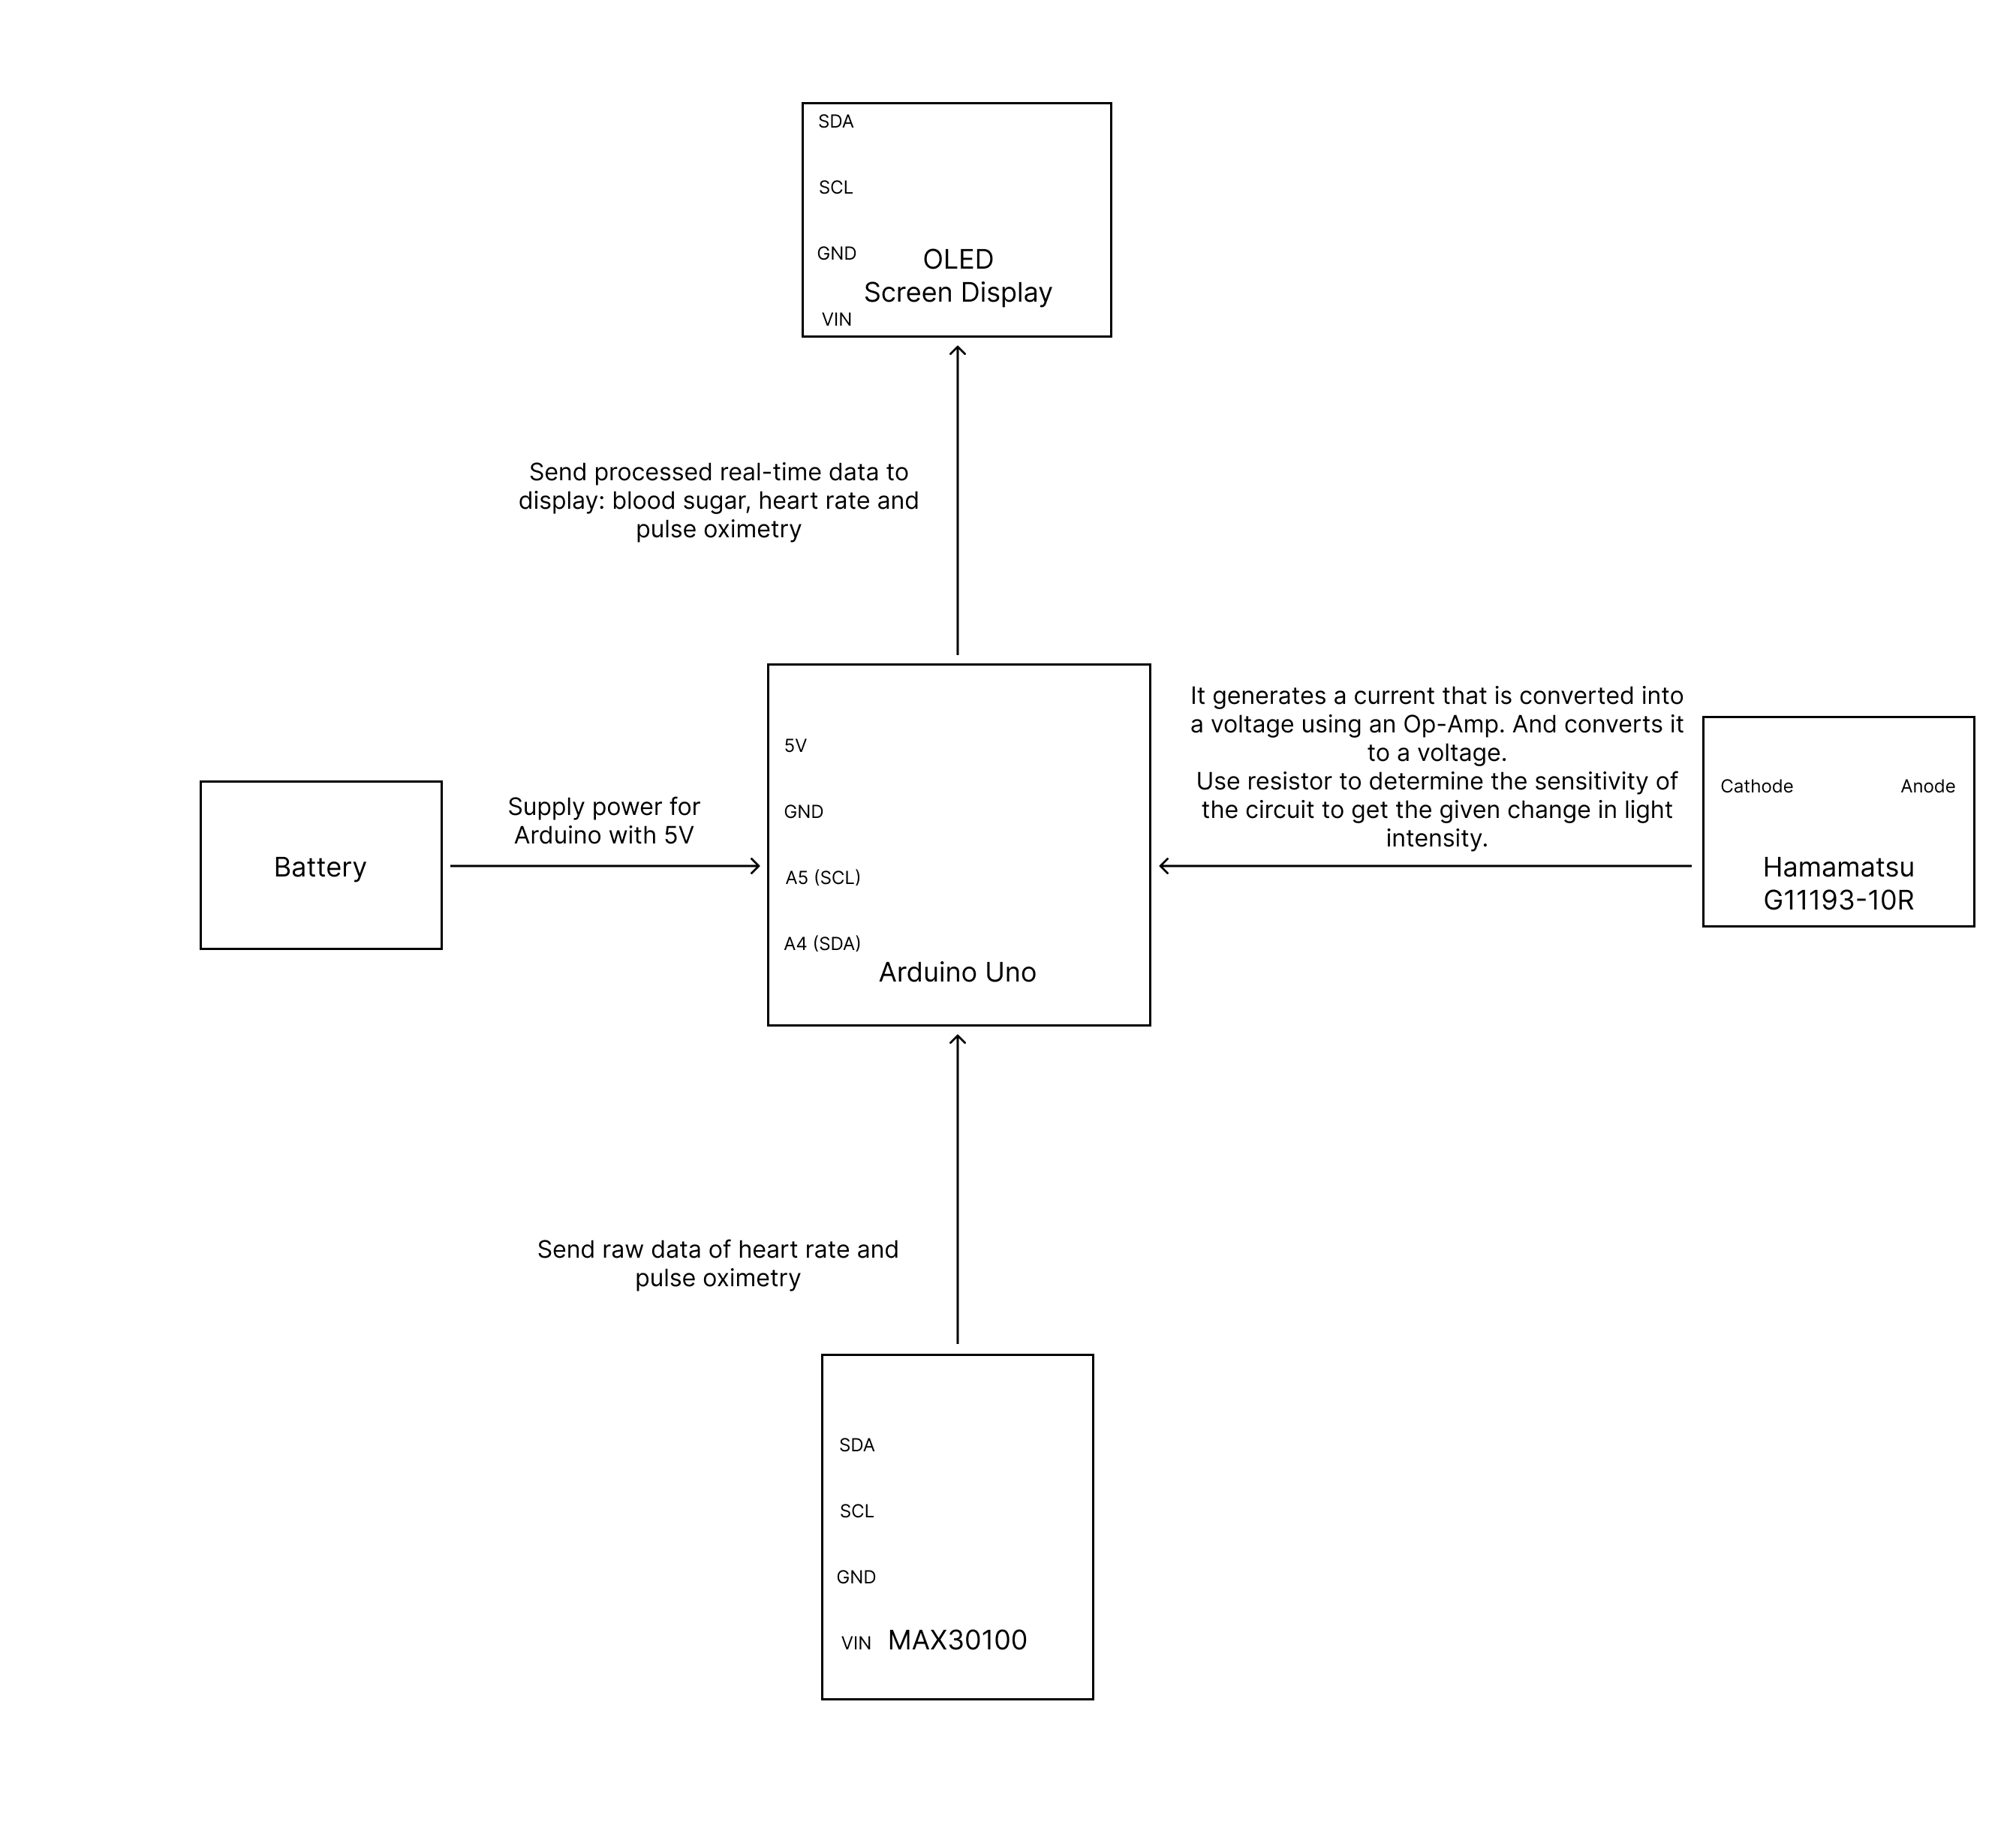 SDA
SCL
GND
VIN
OLED
Screen Display
Send processed real-time data to
display: blood sugar, heart rate and
pulse oximetry
Battery
Supply power for
Arduino with 5V
5V
GND
A5 (SCL)
A4 (SDA)
Arduino Uno
It generates a current that is converted into
a voltage using an Op-Amp. And converts it
to a voltage.
Use resistor to determine the sensitivity of
the circuit to get the given change in light
intensity.
Cathode
Anode
Hamamatsu
G11193-10R
Send raw data of heart rate and
pulse oximetry
SDA
SCL
GND
VIN
MAX30100